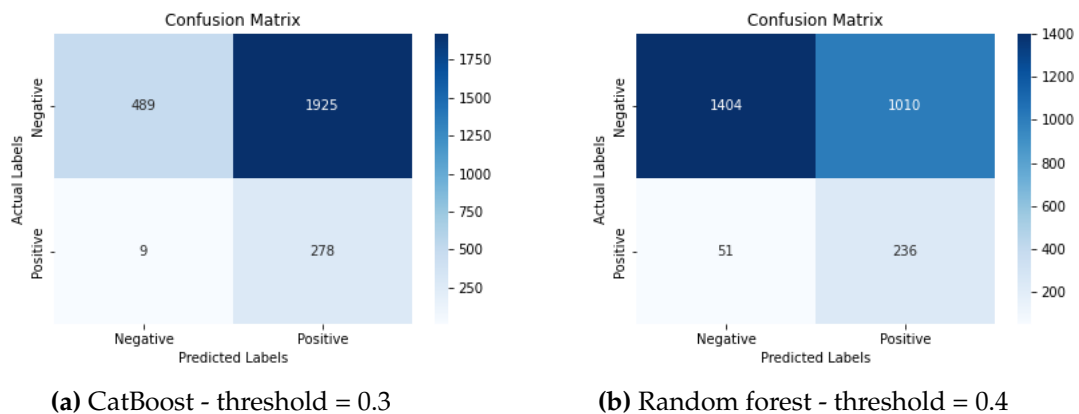 Confusion Matrix
Actual Labels
Negative
Positive
489
1925
9
278
Negative
Positive
Predicted Labels
1750
1500
1250
1000
750
500
250
(a) CatBoost - threshold = 0.3
Confusion Matrix
Actual Labels
Negative
Positive
1404
1010
51
236
Negative
Positive
Predicted Labels
1400
1200
1000
800
600
400
200
(b) Random forest - threshold = 0.4